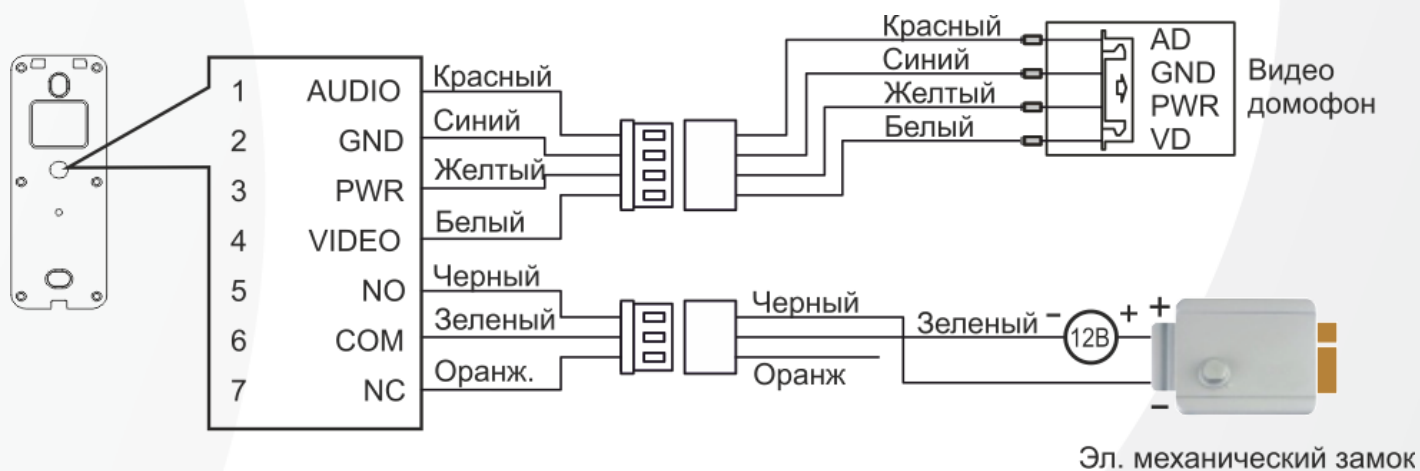 1 AUDIO Красный
2 GND Синий
3 PWR Желтый
4 VIDEO Белый
5 NO Черный
6 COM Зеленый
7 NC Оранж.
Красный AD
Синий GND
Желтый PWR
Белый VD
Видео
домофон
Черный
Зеленый - 12В + +
Оранж
-
Эл. механический замок